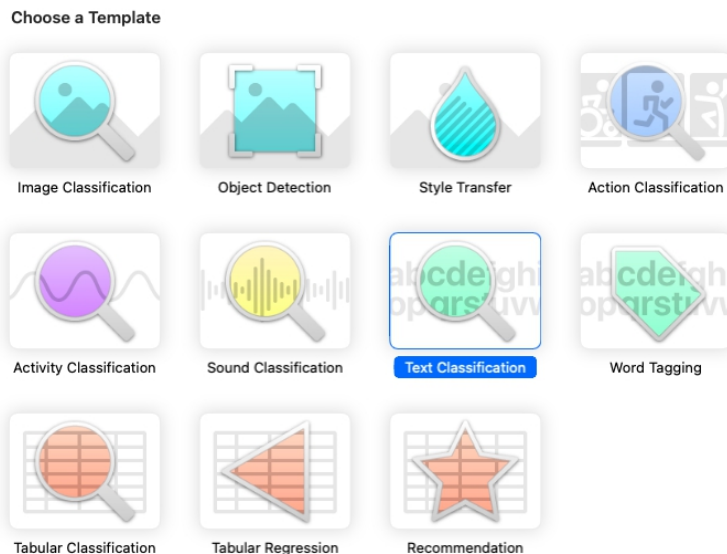 Choose a Template
Image Classification
Object Detection
Style Transfer
Action Classification
Activity Classification
Sound Classification
Text Classification
Word Tagging
Tabular Classification
Tabular Regression
Recommendation